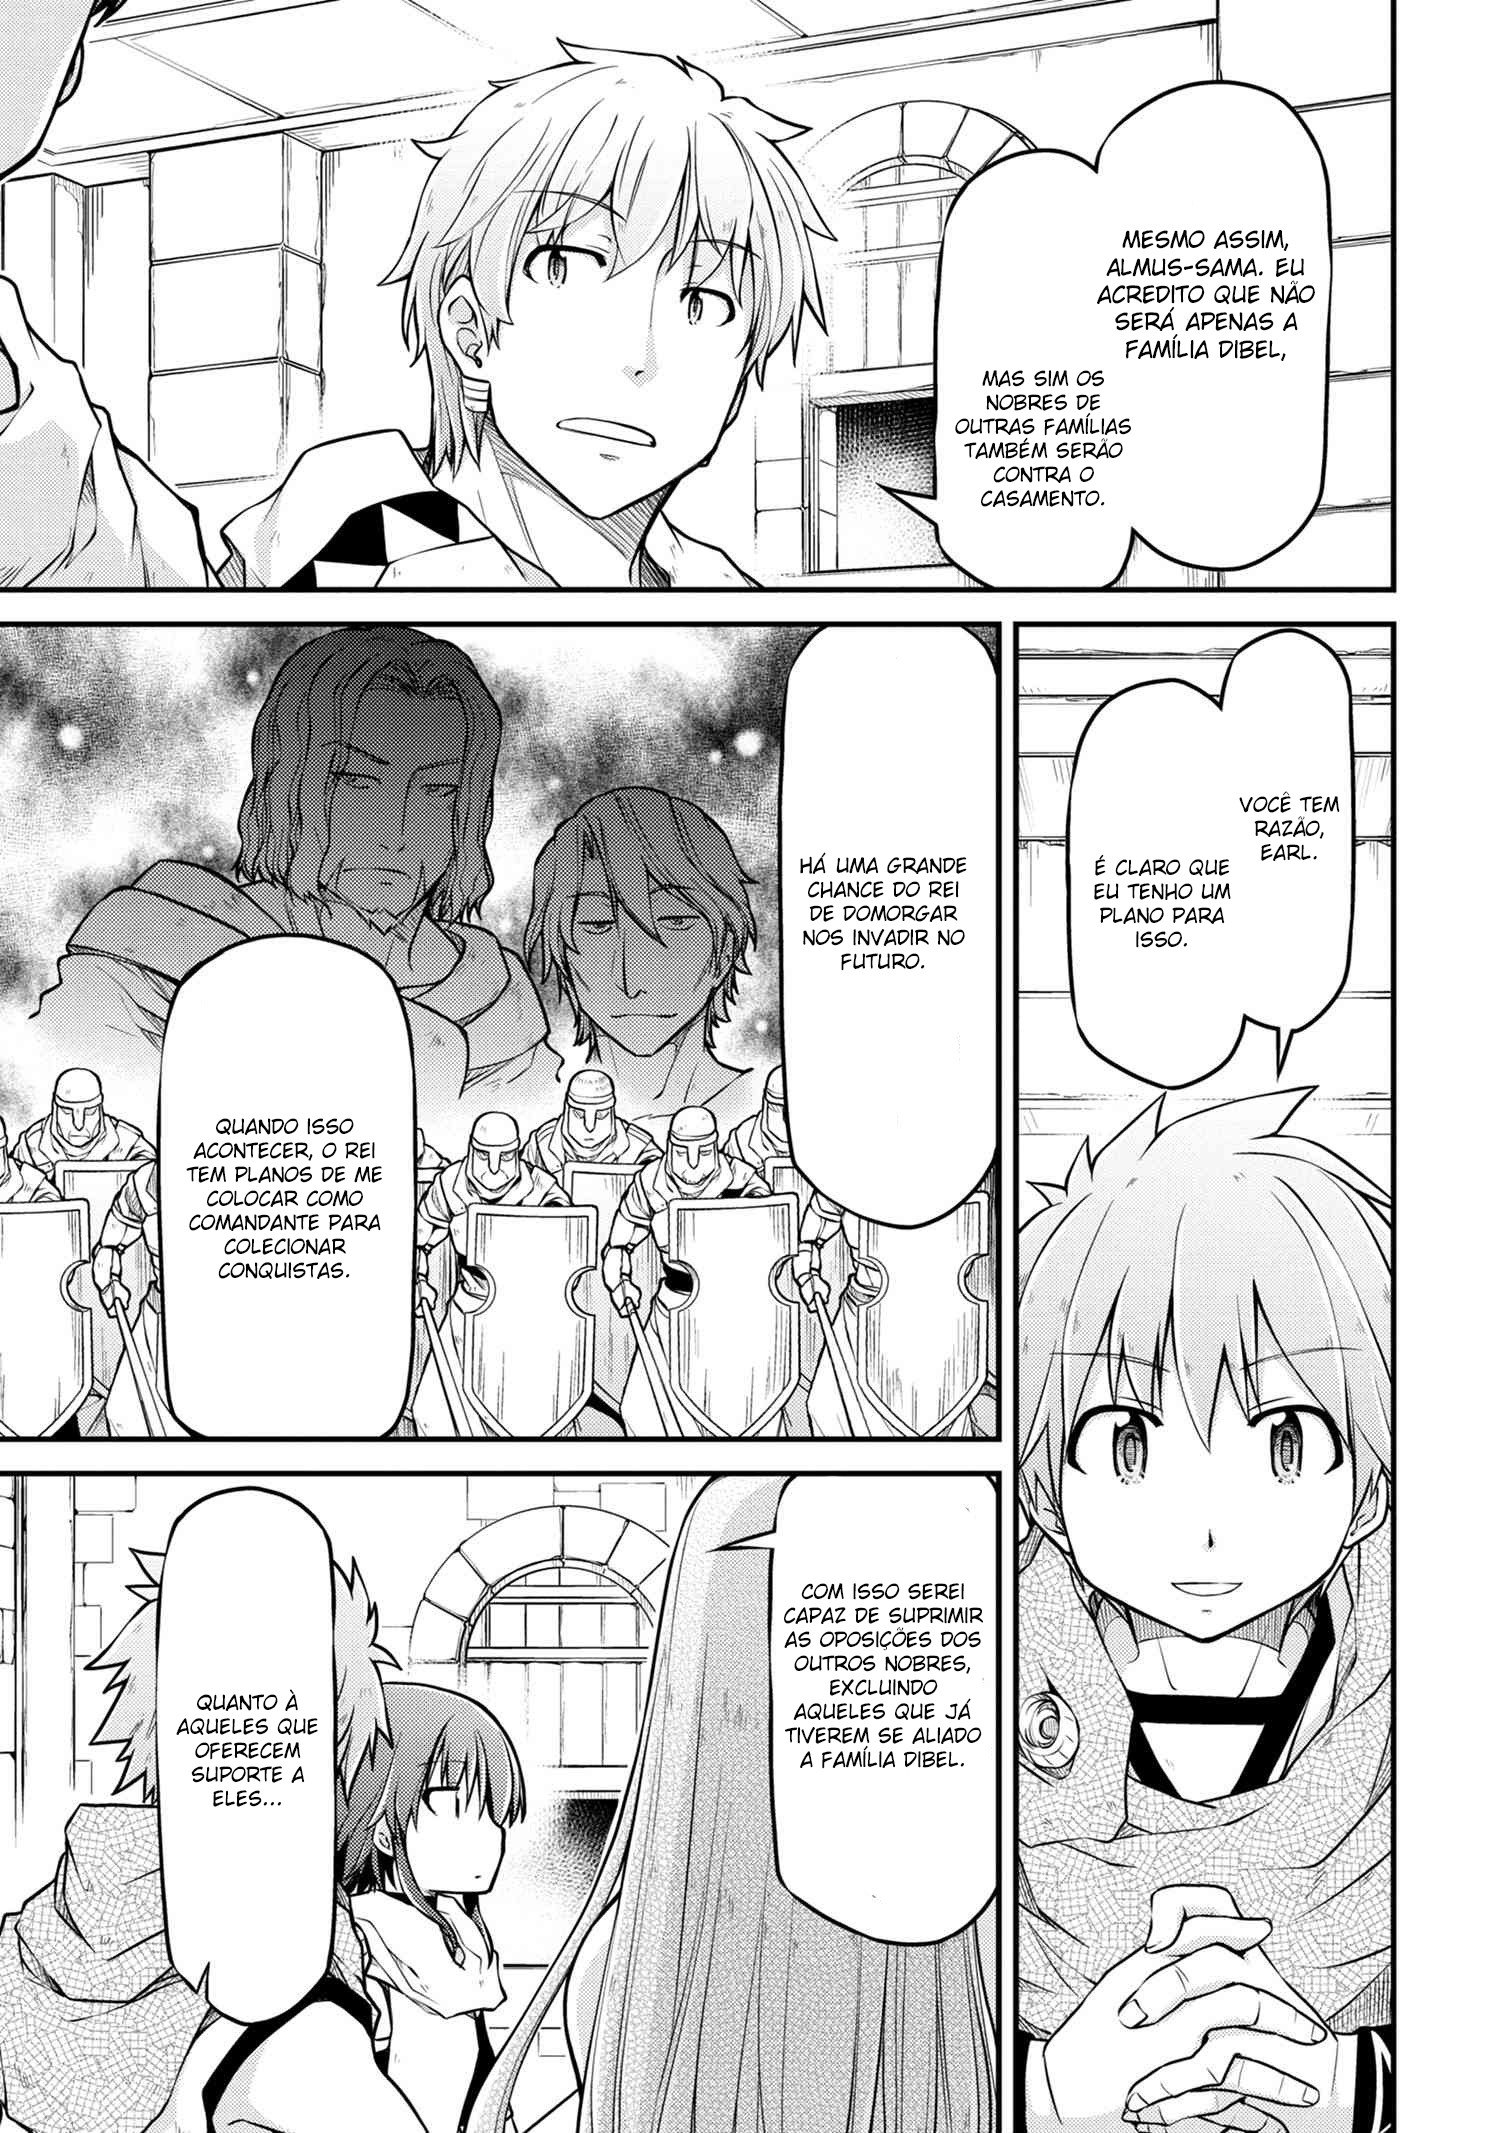 MESMO ASSIM,
ALMUS-SAMA. EU
ACREDITO QUE NÃO
SERÁ APENAS A
FAMÍLIA DIBEL,
MAS SIM OS
NOBRES DE
OUTRAS FAMÍLIAS
TAMBÉM SERÃO
CONTRA O
CASAMENTO.
VOCÊ TEM
RAZÃO,
EARL.
É CLARO QUE
EU TENHO UM
PLANO PARA
ISSO.
HÁ UMA GRANDE
CHANCE DO REI
DE DOMORGAR
NOS INVADIR NO
FUTURO.
QUANDO ISSO
ACONTECER, O REI
TEM PLANOS DE ME
COLOCAR COMO
COMANDANTE PARA
COLECIONAR
CONQUISTAS.
COM ISSO SEREI
CAPAZ DE SUPRIMIR
AS OPOSIÇÕES DOS
OUTROS NOBRES,
EXCLUINDO
AQUELES QUE JÁ
TIVEREM SE ALIADO
A FAMÍLIA DIBEL.
QUANTO À
AQUELES QUE
OFERECEM
SUPORTE A
ELES...